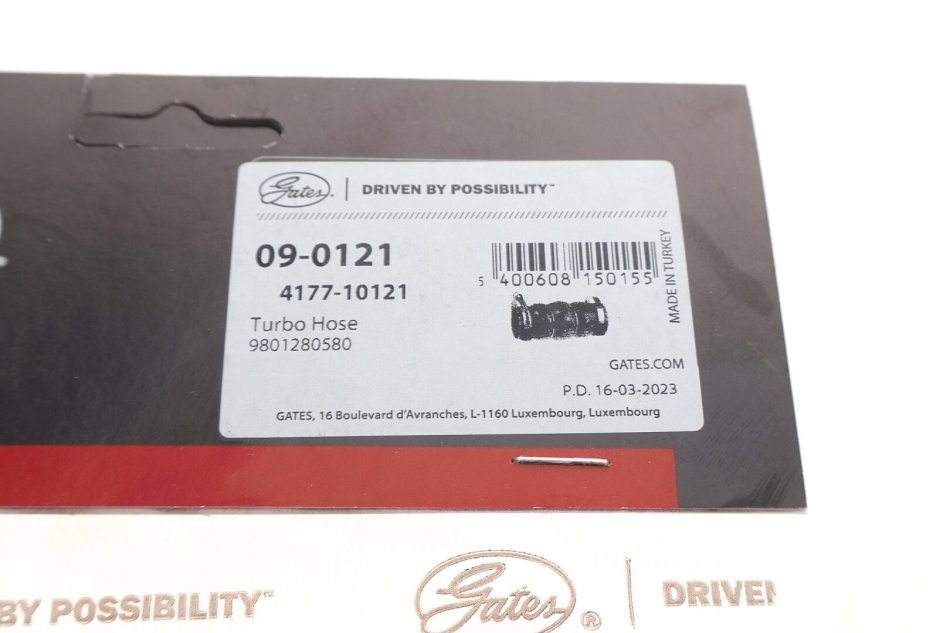 Gates. | DRIVEN BY POSSIBILITY™
09-0121
4177-10121
Turbo Hose
9801280580
5 400608 150155
MADE IN TURKEY
GATES.COM
P.D. 16-03-2023
GATES, 16 Boulevard d'Avranches, L-1160 Luxembourg, Luxembourg
BY POSSIBILITY™ Gates® | DRIVEN